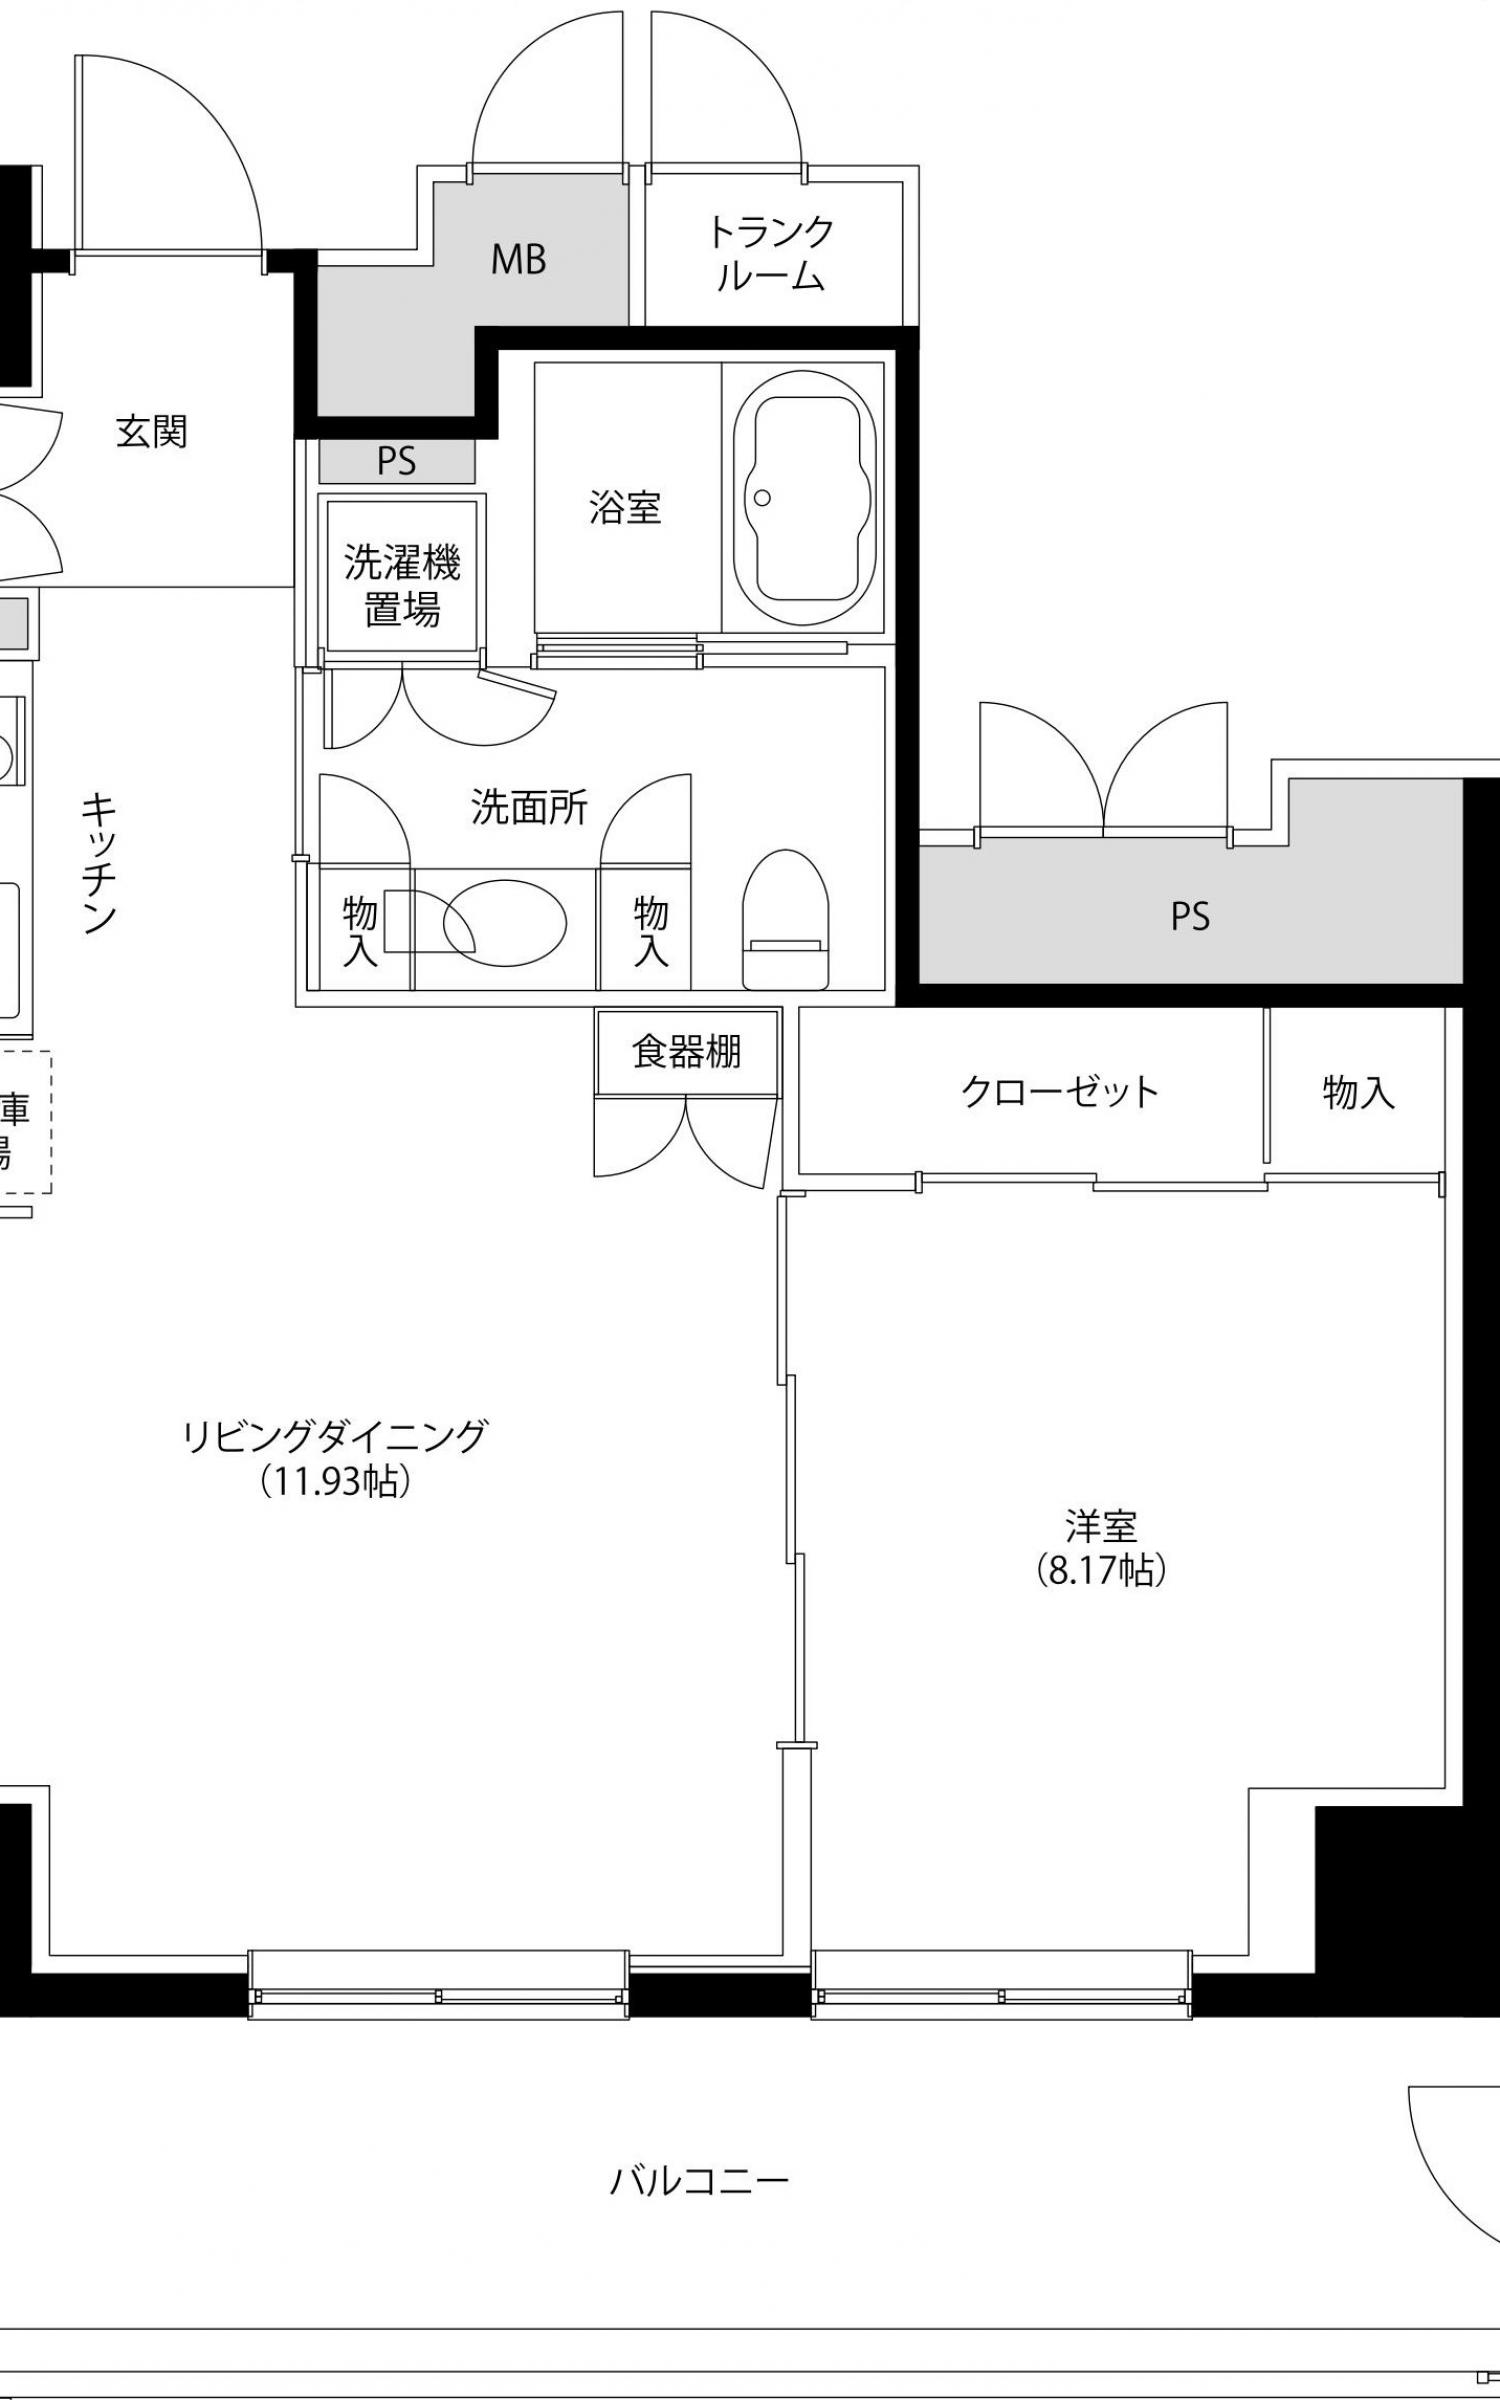 MB
トランク
ルーム
玄関
PS
浴室
洗濯機
置場
キッチン
洗面所
物入
物入
PS
食器棚
クローゼット
物入
庫
場
リビングダイニング
(11.93帖)
洋室
(8.17帖)
バルコニー